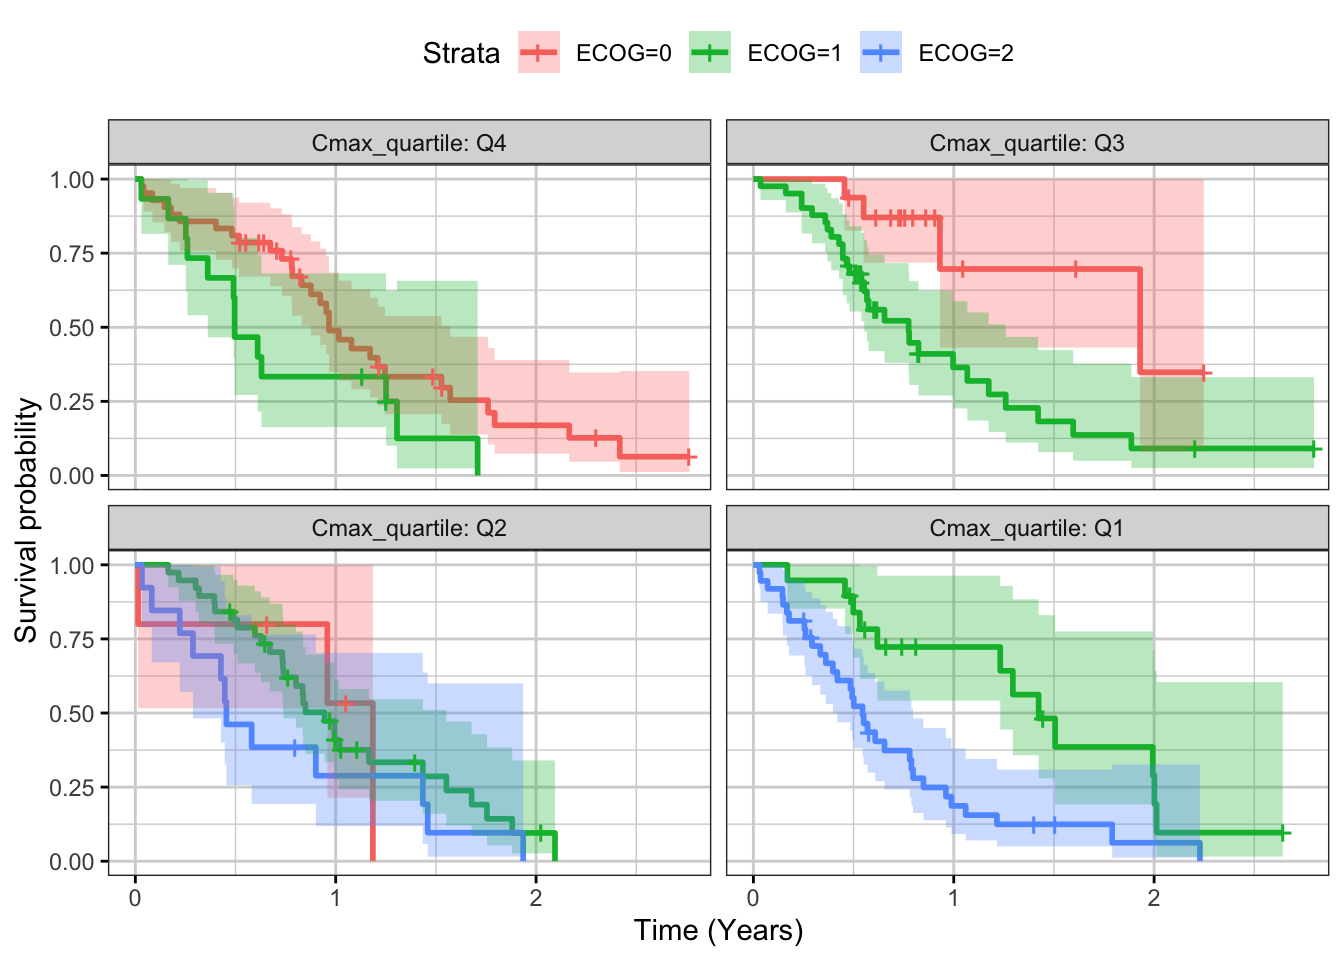 Strata ECOG=0 ECOG=1 ECOG=2
Cmax_quartile: Q4
Cmax_quartile: Q3
1.00
0.75
0.50
0.25
0.00
Cmax_quartile: Q2
Cmax_quartile: Q1
1.00
0.75
0.50
0.25
0.00
0 1 2
0 1 2
Survival probability
Time (Years)